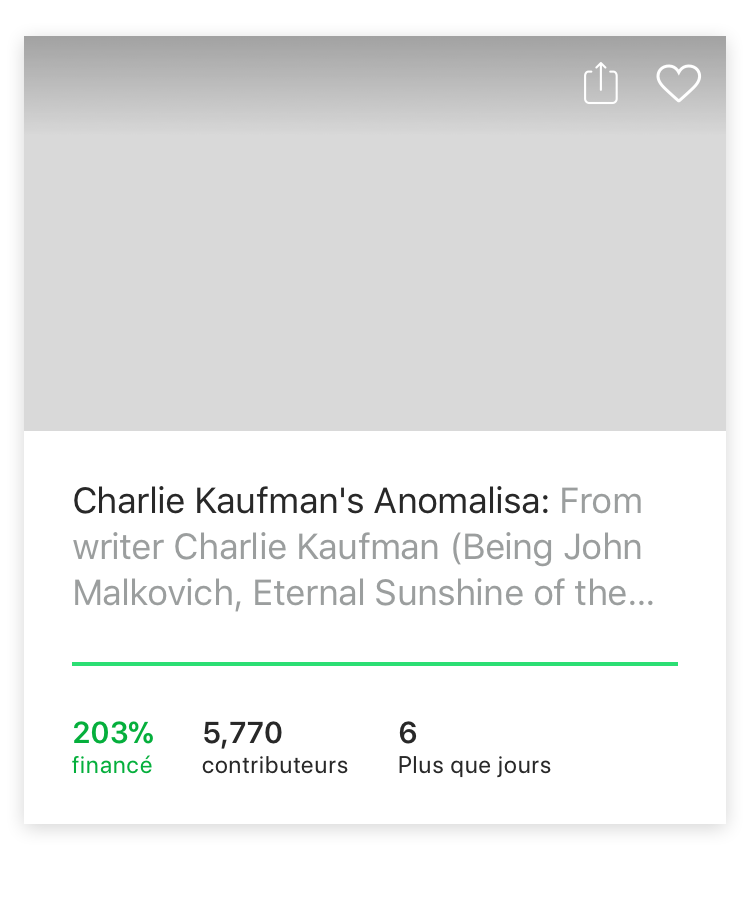 Charlie Kaufman's Anomalisa: From
writer Charlie Kaufman (Being John
Malkovich, Eternal Sunshine of the...
203% 5,770 6
financé contributeurs Plus que jours